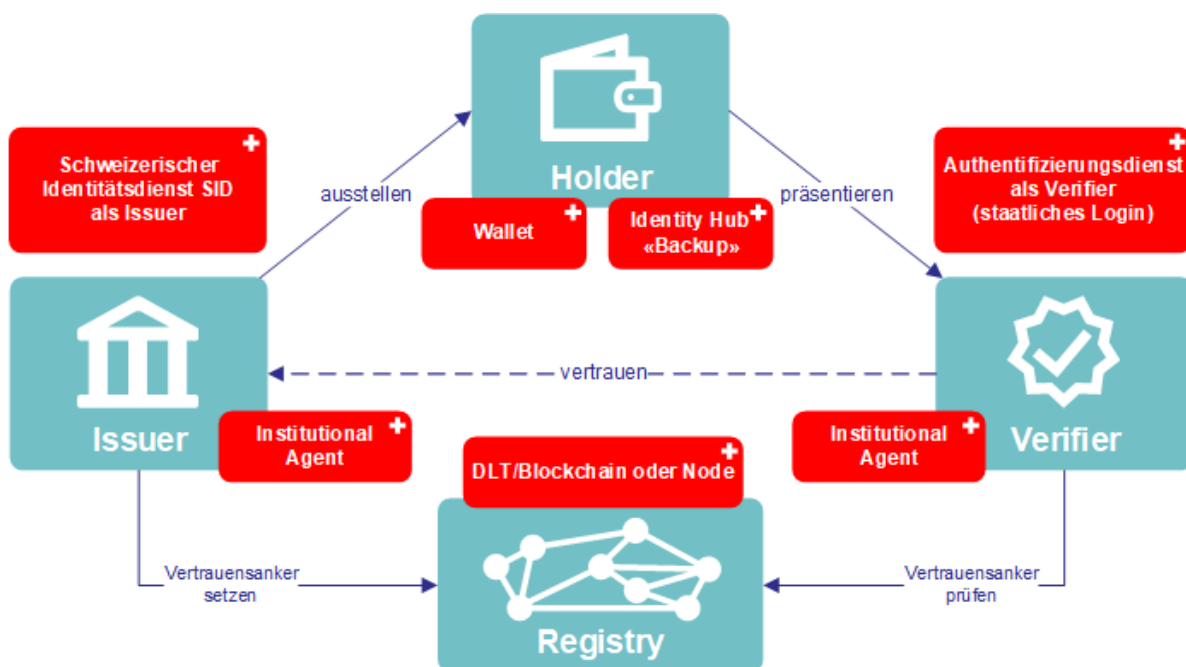 Holder
Wallet
Identity Hub
«Backup»
Schweizerischer
Identitätsdienst SID
als Issuer
ausstellen
präsentieren
Authentifizierungsdienst
als Verifier
(staatliches Login)
vertrauen
Issuer
Institutional
Agent
Institutional
Agent
Verifier
DLT/Blockchain oder Node
Vertrauensanker
setzen
Vertrauensanker
prüfen
Registry